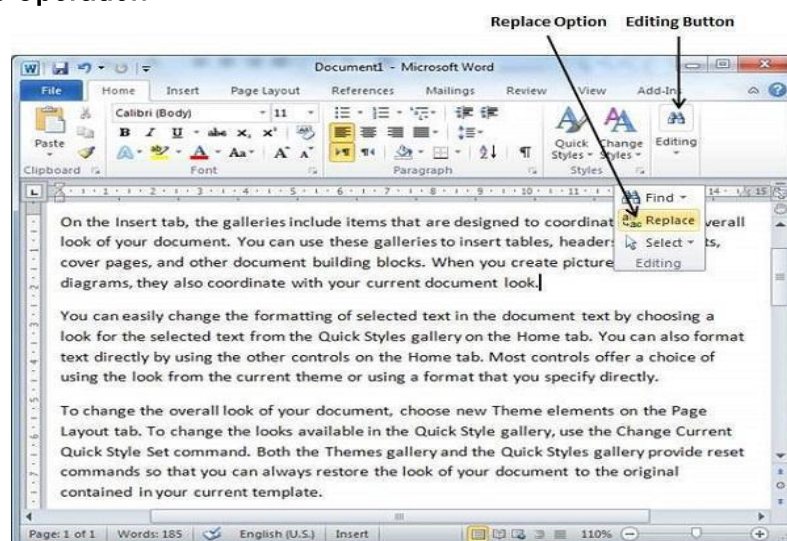 Replace Option Editing Button
Document1 - Microsoft Word
File Home Insert Page Layout References Mailings Review View Add-Ins
Calibri (Body) 11
Paste
Quick Styles
Change Styles
Editing
Clipboard Font Paragraph Styles
Find
Replace
Select
Editing
On the Insert tab, the galleries include items that are designed to coordinat verall
look of your document. You can use these galleries to insert tables, header ts,
cover pages, and other document building blocks. When you create picture
diagrams, they also coordinate with your current document look.
You can easily change the formatting of selected text in the document text by choosing a
look for the selected text from the Quick Styles gallery on the Home tab. You can also format
text directly by using the other controls on the Home tab. Most controls offer a choice of
using the look from the current theme or using a format that you specify directly.
To change the overall look of your document, choose new Theme elements on the Page
Layout tab. To change the looks available in the Quick Style gallery, use the Change Current
Quick Style Set command. Both the Themes gallery and the Quick Styles gallery provide reset
commands so that you can always restore the look of your document to the original
contained in your current template.
Page: 1 of 1 Words: 185 English (U.S.) Insert 110%